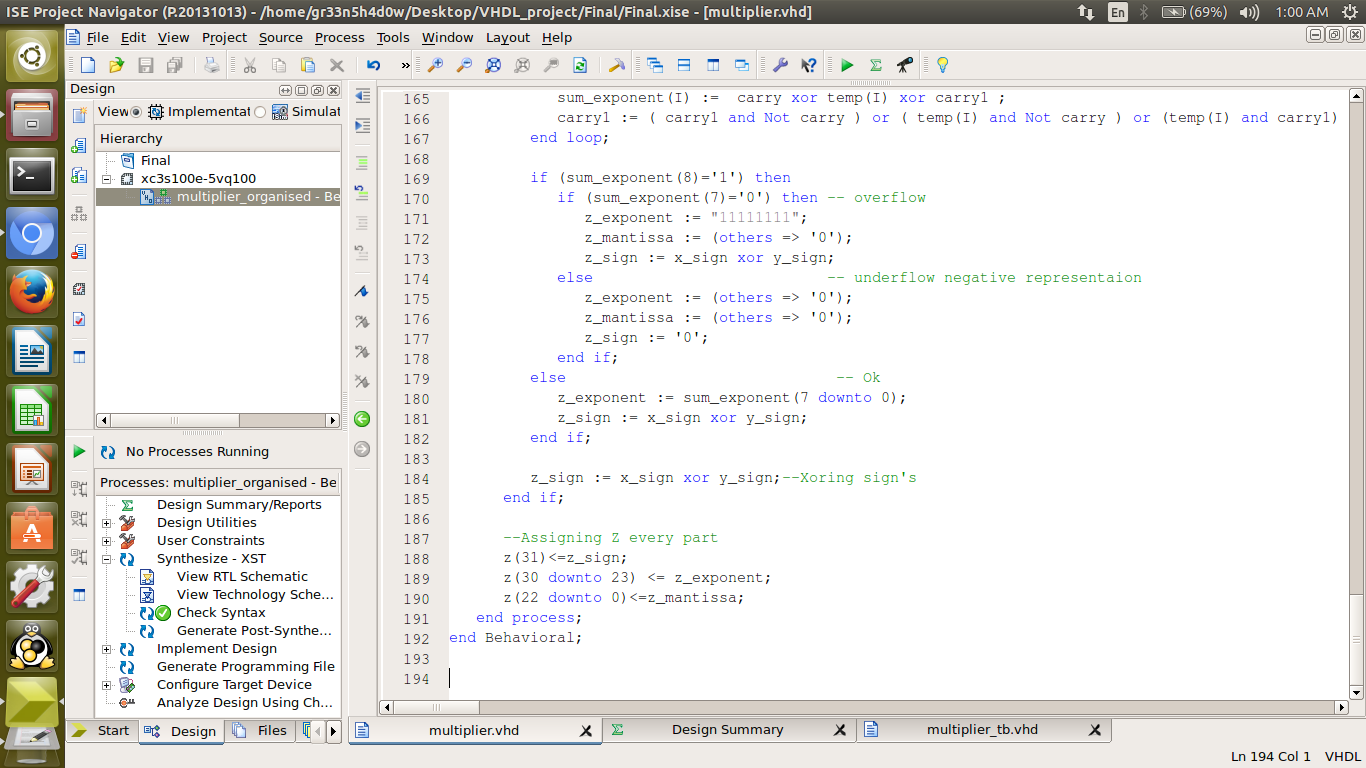 ISE Project Navigator (P.20131013) - /home/gr33n5h4d0w/Desktop/VHDL_project/Final/Final.xise - [multiplier.vhd]
En (69%) 1:00 AM
File Edit View Project Source Process Tools Window Layout Help
Design
View Implementat Simulat
Hierarchy
Final
xc3s100e-5vq100
multiplier_organised - Be
No Processes Running
Processes: multiplier_organised - Be
Design Summary/Reports
Design Utilities
User Constraints
Synthesize - XST
View RTL Schematic
View Technology Sche...
Check Syntax
Generate Post-Synthe...
Implement Design
Generate Programming File
Configure Target Device
Analyze Design Using Ch...
Start Design Files
165 sum_exponent(I) :=  carry xor temp(I) xor carry1 ;
166 carry1 := ( carry1 and Not carry ) or ( temp(I) and Not carry ) or (temp(I) and carry1)
167 end loop;
168
169 if (sum_exponent(8)='1') then
170 if (sum_exponent(7)='0') then -- overflow
171 z_exponent := "11111111";
172 z_mantissa := (others => '0');
173 z_sign := x_sign xor y_sign;
174 else -- underflow negative representaion
175 z_exponent := (others => '0');
176 z_mantissa := (others => '0');
177 z_sign := '0';
178 end if;
179 else -- Ok
180 z_exponent := sum_exponent(7 downto 0);
181 z_sign := x_sign xor y_sign;
182 end if;
183
184 z_sign := x_sign xor y_sign;--Xoring sign's
185 end if;
186
187 --Assigning Z every part
188 z(31)<=z_sign;
189 z(30 downto 23) <= z_exponent;
190 z(22 downto 0)<=z_mantissa;
191 end process;
192 end Behavioral;
193
194
multiplier.vhd Design Summary multiplier_tb.vhd
Ln 194 Col 1 VHDL